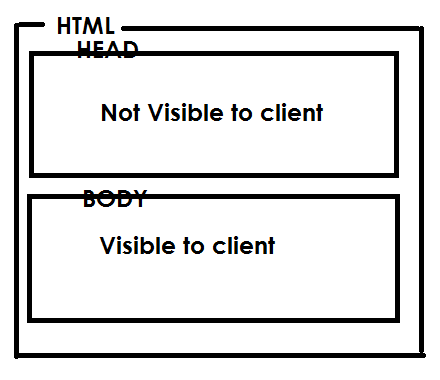 HTML
HEAD
Not Visible to client
BODY
Visible to client